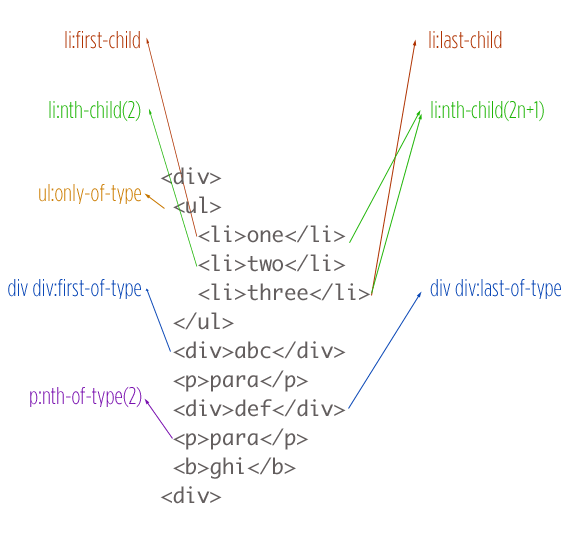 li:first-child
li:last-child
li:nth-child(2)
li:nth-child(2n+1)
<div>
ul:only-of-type
<ul>
<li>one</li>
<li>two</li>
<li>three</li>
div div:first-of-type
div div:last-of-type
</ul>
<div>abc</div>
<p>para</p>
p:nth-of-type(2)
<div>def</div>
<p>para</p>
<b>ghi</b>
<div>